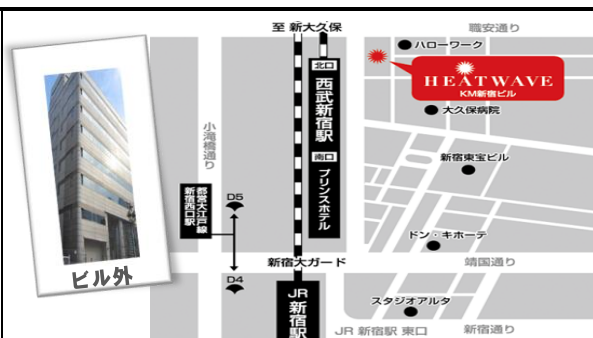 至 新大久保
職安通り
ハローワーク
北口
HEATWAVE
KM新宿ビル
西武新宿駅
大久保病院
小滝橋通り
南口
新宿東宝ビル
プリンスホテル
都営大江戸線
新宿西口駅
D5
ドン・キホーテ
新宿大ガード
靖国通り
D4
ビル外
JR新宿駅
スタジオアルタ
JR 新宿駅 東口
新宿通り